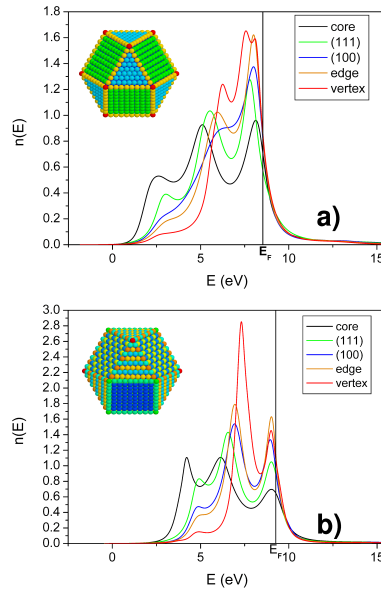 1.8
1.6
1.4
1.2
1.0
0.8
0.6
0.4
0.2
0.0
n(E)
core
(111)
(100)
edge
vertex
a)
0
5
E_F
10
15
E (eV)
3.0
2.8
2.6
2.4
2.2
2.0
1.8
1.6
1.4
1.2
1.0
0.8
0.6
0.4
0.2
0.0
n(E)
core
(111)
(100)
edge
vertex
b)
0
5
E_F
10
15
E (eV)